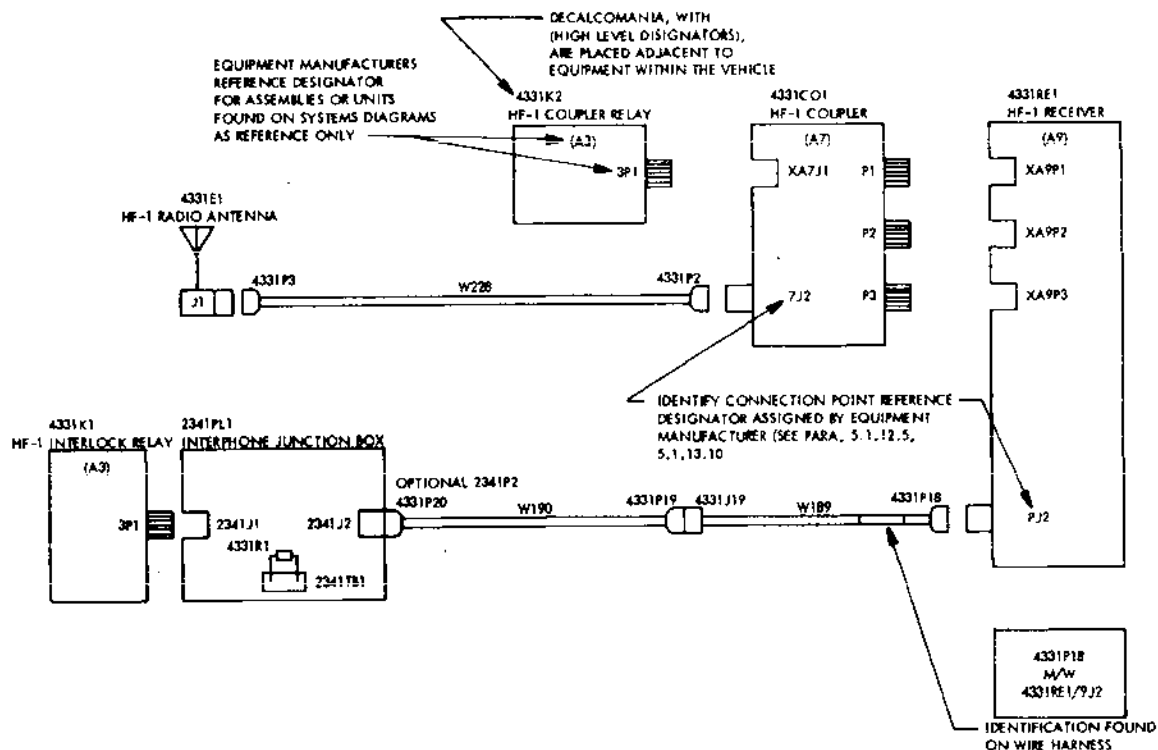 DECALCOMANIA, WITH
(HIGH LEVEL DISIGNATORS),
ARE PLACED ADJACENT TO
EQUIPMENT WITHIN THE VEHICLE
EQUIPMENT MANUFACTURERS
REFERENCE DESIGNATOR
FOR ASSEMBLIES OR UNITS
FOUND ON SYSTEMS DIAGRAMS
AS REFERENCE ONLY
4331K2
HF-1 COUPLER RELAY
(A3)
3P1
4331CO1
HF-1 COUPLER
(A7)
XA7J1
P1
P2
7J2
P3
4331RE1
HF-1 RECEIVER
(A9)
XA9P1
XA9P2
XA9P3
4331E1
HF-1 RADIO ANTENNA
J1
4331P3
W228
4331P2
IDENTIFY CONNECTION POINT REFERENCE
DESIGNATOR ASSIGNED BY EQUIPMENT
MANUFACTURER (SEE PARA, 5.1.12.5,
5.1.13.10
4331K1
HF-1 INTERLOCK RELAY
(A3)
3P1
2341PL1
INTERPHONE JUNCTION BOX
2341J1
2341J2
4331R1
2341TB1
OPTIONAL 2341P2
4331P20
W190
4331P19
4331J19
W189
4331P18
PJ2
4331P18
M/W
4331RE1/9J2
IDENTIFICATION FOUND
ON WIRE HARNESS